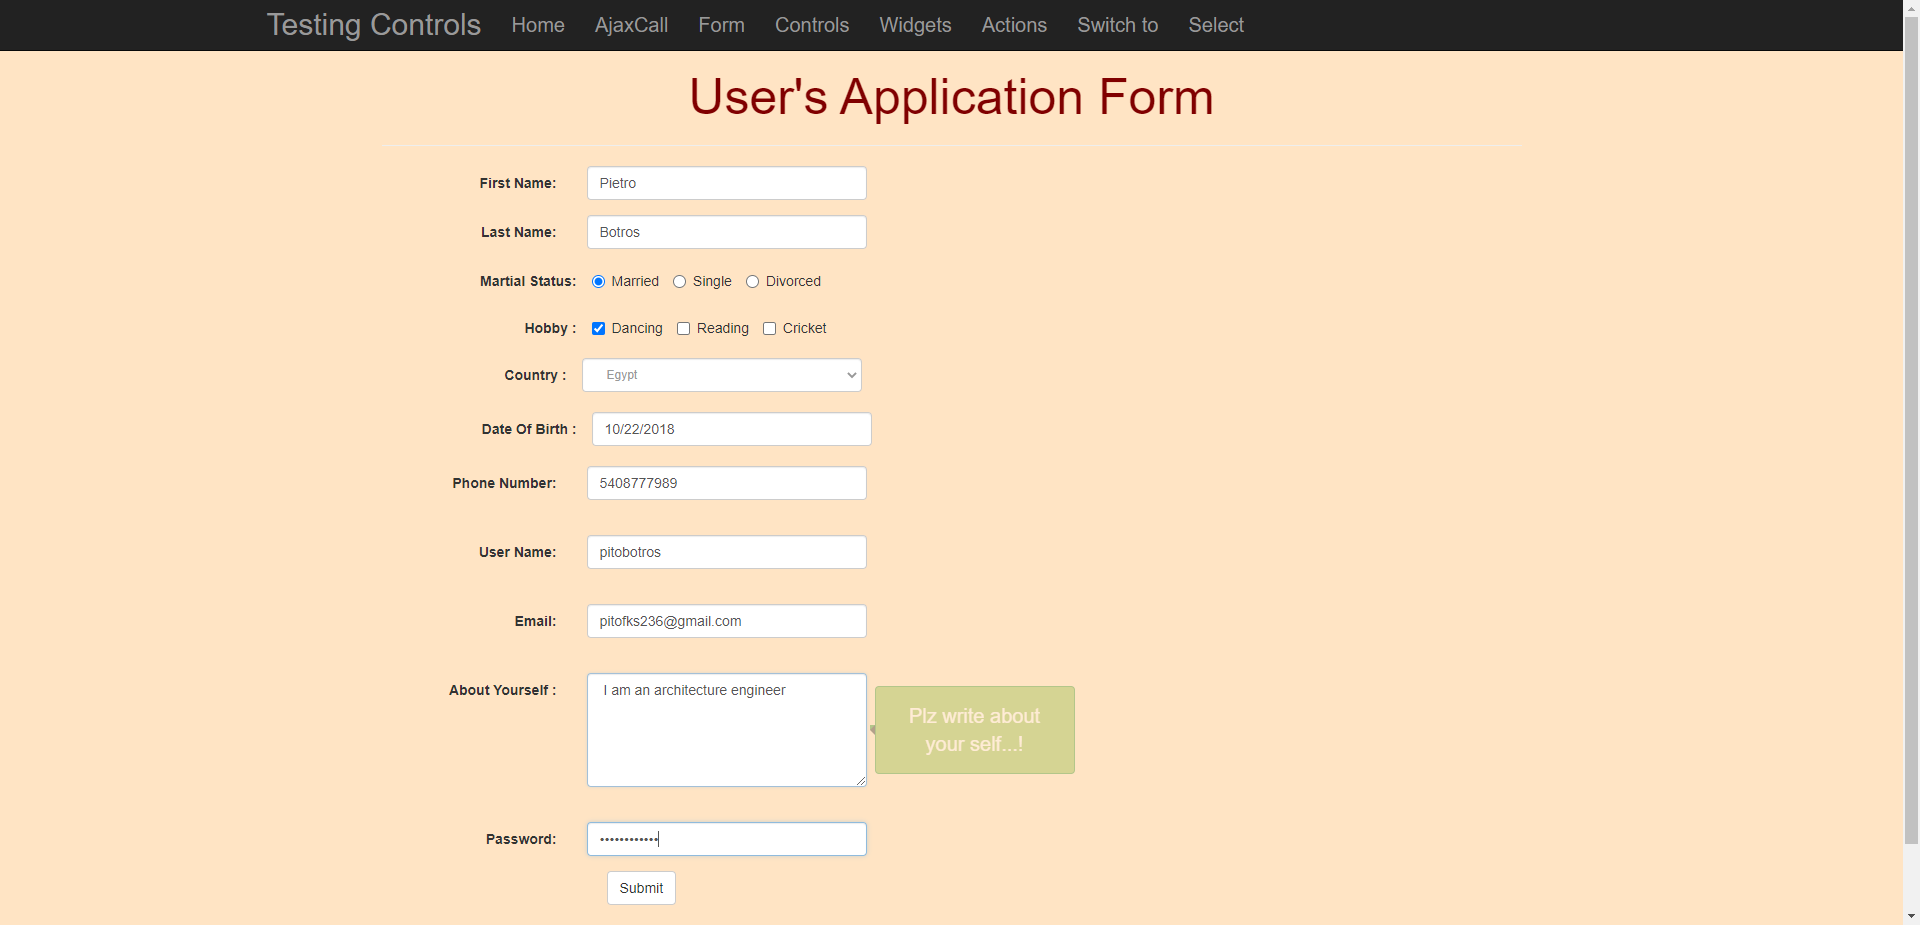 Testing Controls Home AjaxCall Form Controls Widgets Actions Switch to Select
User's Application Form
First Name: Pietro
Last Name: Botros
Martial Status: Married Single Divorced
Hobby : Dancing Reading Cricket
Country : Egypt
Date Of Birth : 10/22/2018
Phone Number: 5408777989
User Name: pitobotros
Email: pitofks236@gmail.com
About Yourself : I am an architecture engineer
Plz write about
your self...!
Password: ••••••••••••
Submit